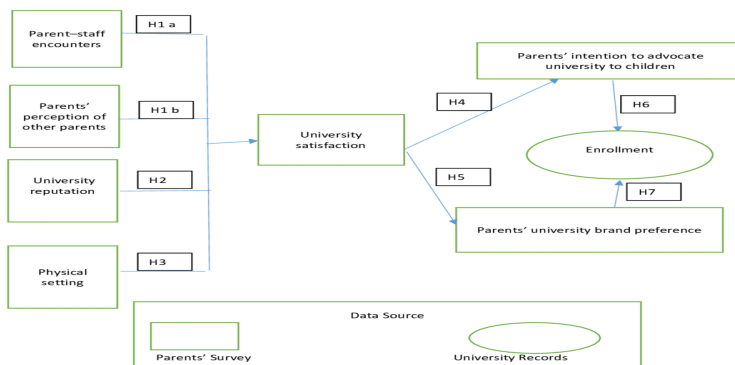 Parent–staff
encounters
H1 a
Parents'
perception of
other parents
H1 b
University
reputation
H2
Physical
setting
H3
University
satisfaction
H4
H5
Parents' intention to advocate
university to children
H6
Enrollment
H7
Parents' university brand preference
Data Source
Parents' Survey
University Records